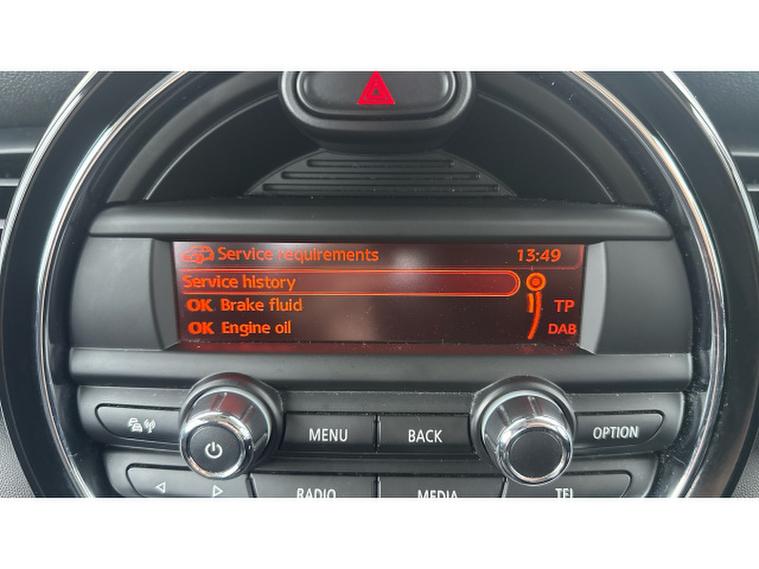 Service requirements 13:49
Service history
OK Brake fluid TP
OK Engine oil DAB
MENU BACK OPTION
RADIO MEDIA TEL